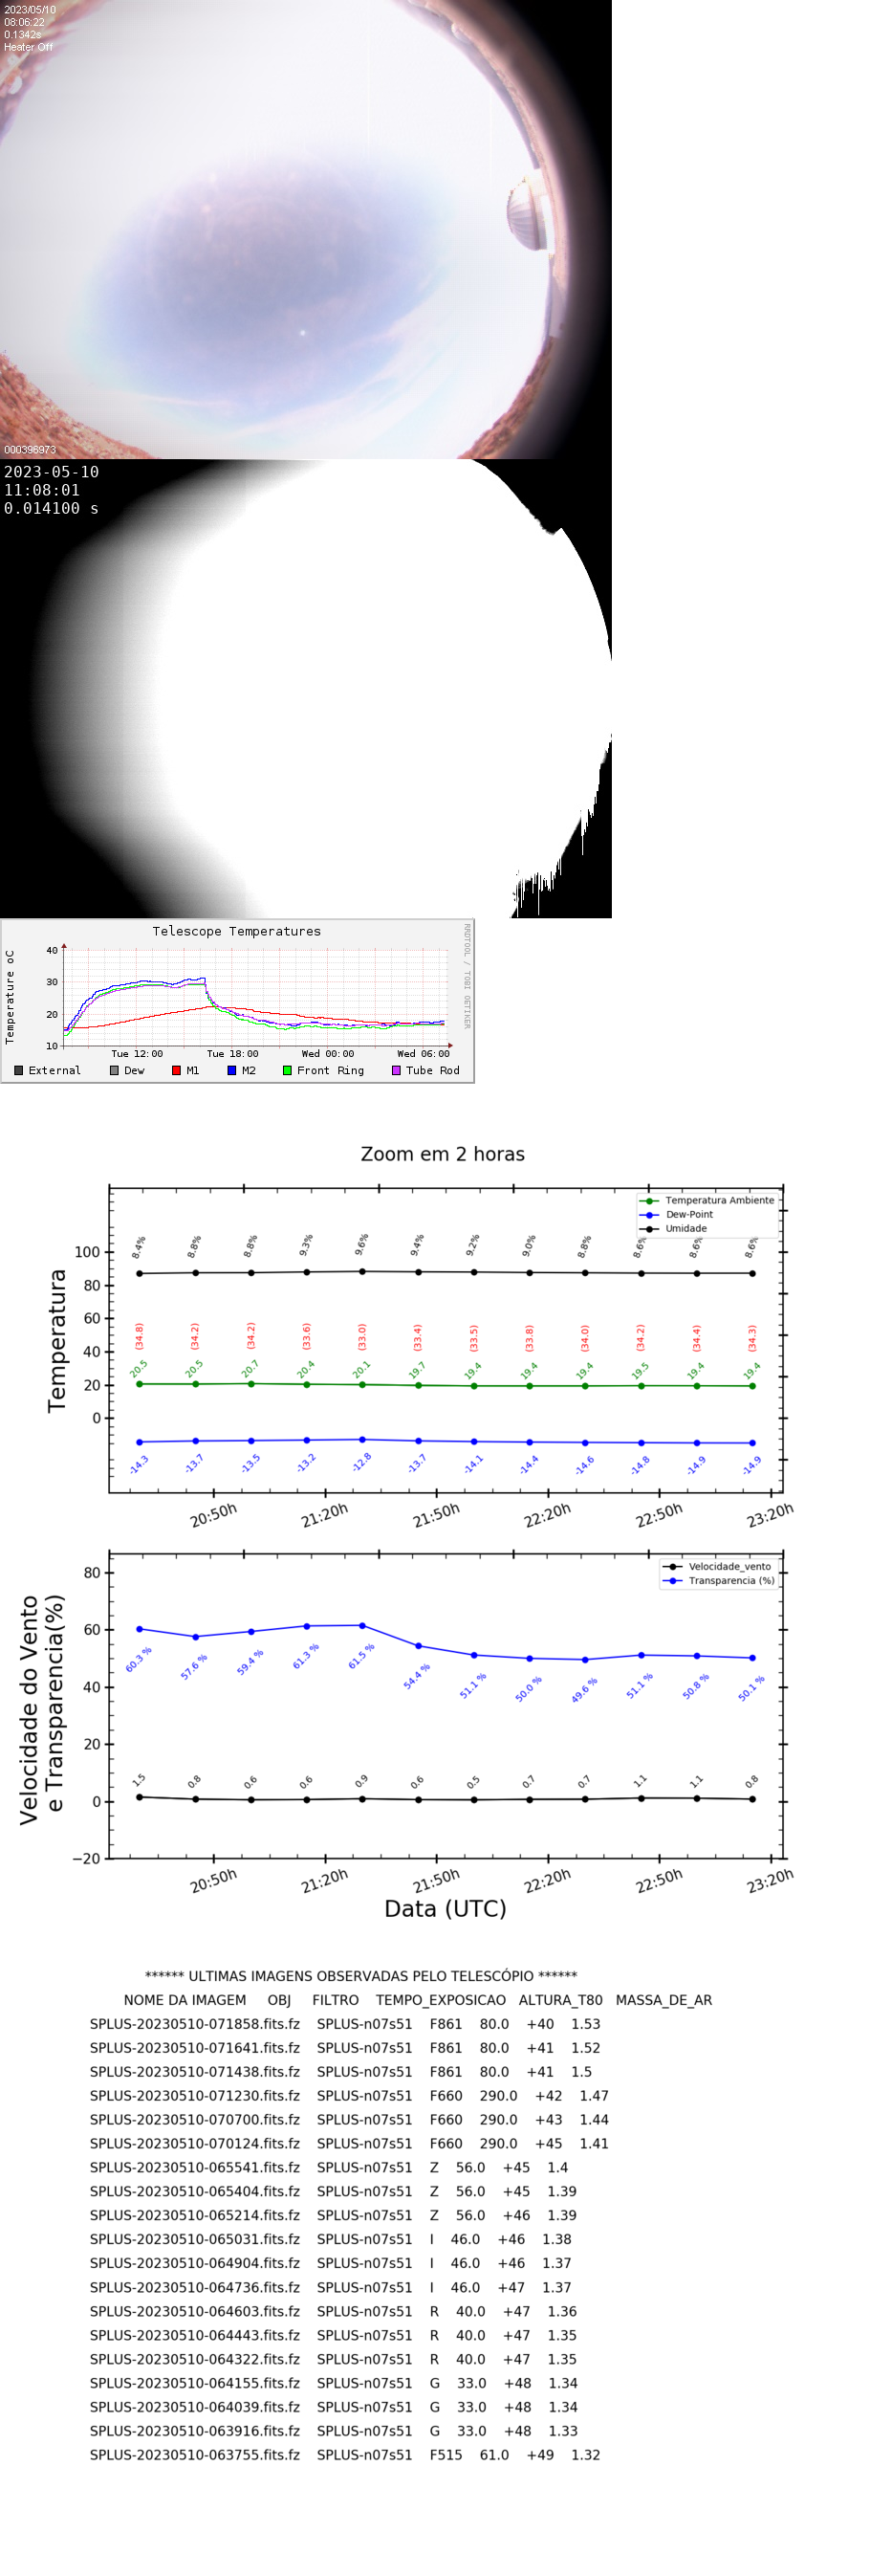 2023/05/10
08:06:22
0.1342s
Heater Off
000396973
2023-05-10
11:08:01
0.014100 s
Telescope Temperatures
RRDTOOL / TOBI OETIKER
Temperature oC
40
30
20
10
Tue 12:00 Tue 18:00 Wed 00:00 Wed 06:00
External Dew M1 M2 Front Ring Tube Rod
Zoom em 2 horas
Temperatura Ambiente
Dew-Point
Umidade
Temperatura
100
80
60
40
20
0
8.4% 8.8% 8.8% 9.3% 9.6% 9.4% 9.2% 9.0% 8.8% 8.6% 8.6% 8.6%
(34.8) (34.2) (34.2) (33.6) (33.0) (33.4) (33.5) (33.8) (34.0) (34.2) (34.4) (34.3)
20.5 20.5 20.7 20.4 20.1 19.7 19.4 19.4 19.4 19.5 19.4 19.4
-14.3 -13.7 -13.5 -13.2 -12.8 -13.7 -14.1 -14.4 -14.6 -14.8 -14.9 -14.9
20:50h 21:20h 21:50h 22:20h 22:50h 23:20h
Velocidade_vento
Transparencia (%)
Velocidade do Vento
e Transparencia(%)
80
60
40
20
0
−20
60.3 % 57.6 % 59.4 % 61.3 % 61.5 % 54.4 % 51.1 % 50.0 % 49.6 % 51.1 % 50.8 % 50.1 %
1.5 0.8 0.6 0.6 0.9 0.6 0.5 0.7 0.7 1.1 1.1 0.8
20:50h 21:20h 21:50h 22:20h 22:50h 23:20h
Data (UTC)
****** ULTIMAS IMAGENS OBSERVADAS PELO TELESCÓPIO ******
NOME DA IMAGEM OBJ FILTRO TEMPO_EXPOSICAO ALTURA_T80 MASSA_DE_AR
SPLUS-20230510-071858.fits.fz SPLUS-n07s51 F861 80.0 +40 1.53
SPLUS-20230510-071641.fits.fz SPLUS-n07s51 F861 80.0 +41 1.52
SPLUS-20230510-071438.fits.fz SPLUS-n07s51 F861 80.0 +41 1.5
SPLUS-20230510-071230.fits.fz SPLUS-n07s51 F660 290.0 +42 1.47
SPLUS-20230510-070700.fits.fz SPLUS-n07s51 F660 290.0 +43 1.44
SPLUS-20230510-070124.fits.fz SPLUS-n07s51 F660 290.0 +45 1.41
SPLUS-20230510-065541.fits.fz SPLUS-n07s51 Z 56.0 +45 1.4
SPLUS-20230510-065404.fits.fz SPLUS-n07s51 Z 56.0 +45 1.39
SPLUS-20230510-065214.fits.fz SPLUS-n07s51 Z 56.0 +46 1.39
SPLUS-20230510-065031.fits.fz SPLUS-n07s51 I 46.0 +46 1.38
SPLUS-20230510-064904.fits.fz SPLUS-n07s51 I 46.0 +46 1.37
SPLUS-20230510-064736.fits.fz SPLUS-n07s51 I 46.0 +47 1.37
SPLUS-20230510-064603.fits.fz SPLUS-n07s51 R 40.0 +47 1.36
SPLUS-20230510-064443.fits.fz SPLUS-n07s51 R 40.0 +47 1.35
SPLUS-20230510-064322.fits.fz SPLUS-n07s51 R 40.0 +47 1.35
SPLUS-20230510-064155.fits.fz SPLUS-n07s51 G 33.0 +48 1.34
SPLUS-20230510-064039.fits.fz SPLUS-n07s51 G 33.0 +48 1.34
SPLUS-20230510-063916.fits.fz SPLUS-n07s51 G 33.0 +48 1.33
SPLUS-20230510-063755.fits.fz SPLUS-n07s51 F515 61.0 +49 1.32